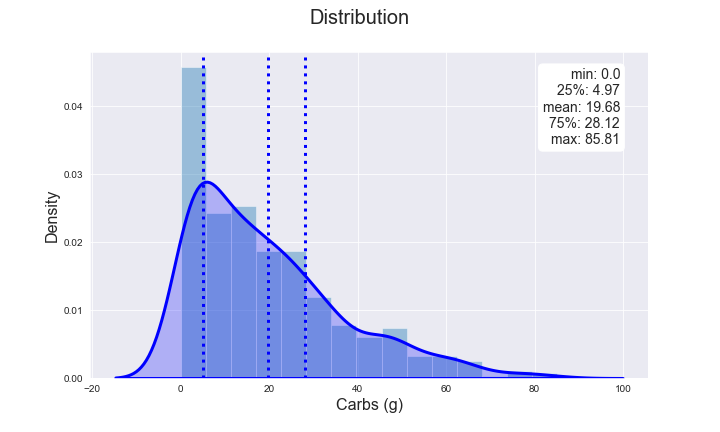 Distribution
min: 0.0
25%: 4.97
mean: 19.68
75%: 28.12
max: 85.81
Density
0.04
0.03
0.02
0.01
0.00
−20
0
20
40
60
80
100
Carbs (g)